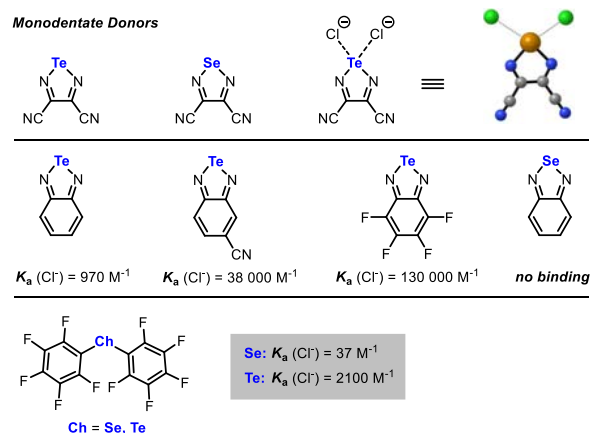 Monodentate Donors
⊖ ⊖
Cl Cl
Te Se Te
N N N N N N
NC CN NC CN NC CN
≡
Te Te Te Se
N N N N N N N N
F F
F F
CN
Kₐ (Cl⁻) = 970 M⁻¹
Kₐ (Cl⁻) = 38 000 M⁻¹
Kₐ (Cl⁻) = 130 000 M⁻¹
no binding
F F
F Ch F
F F F F
F F
Ch = Se, Te
Se: Kₐ (Cl⁻) = 37 M⁻¹
Te: Kₐ (Cl⁻) = 2100 M⁻¹